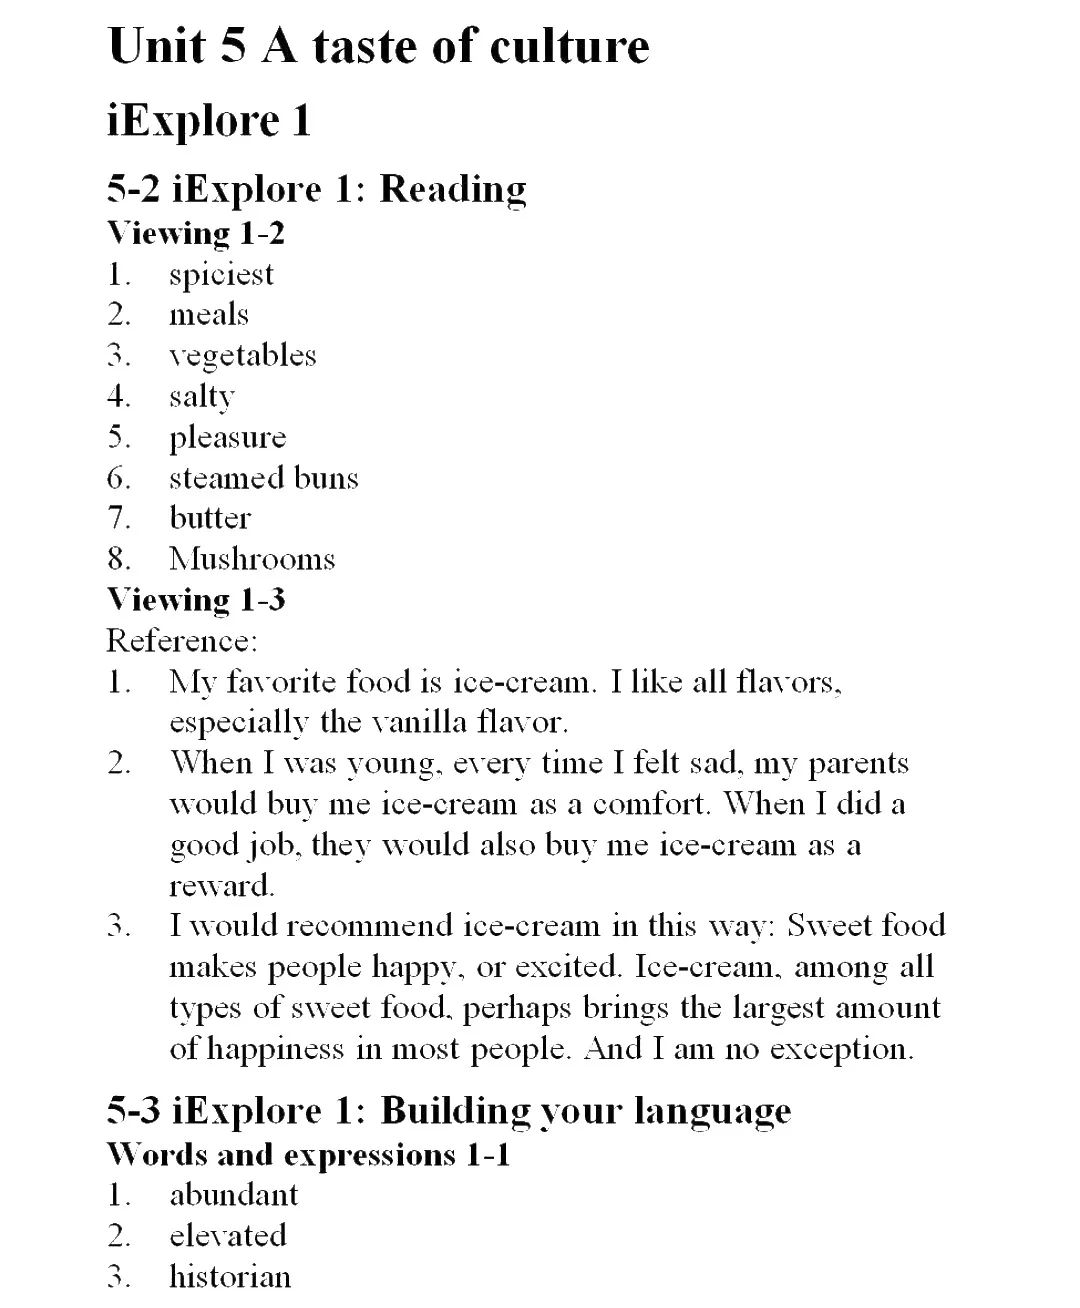 Unit 5 A taste of culture
iExplore 1
5-2 iExplore 1: Reading
Viewing 1-2
1. spiciest
2. meals
3. vegetables
4. salty
5. pleasure
6. steamed buns
7. butter
8. Mushrooms
Viewing 1-3
Reference:
1. My favorite food is ice-cream. I like all flavors,
especially the vanilla flavor.
2. When I was young, every time I felt sad, my parents
would buy me ice-cream as a comfort. When I did a
good job, they would also buy me ice-cream as a
reward.
3. I would recommend ice-cream in this way: Sweet food
makes people happy, or excited. Ice-cream, among all
types of sweet food, perhaps brings the largest amount
of happiness in most people. And I am no exception.
5-3 iExplore 1: Building your language
Words and expressions 1-1
1. abundant
2. elevated
3. historian